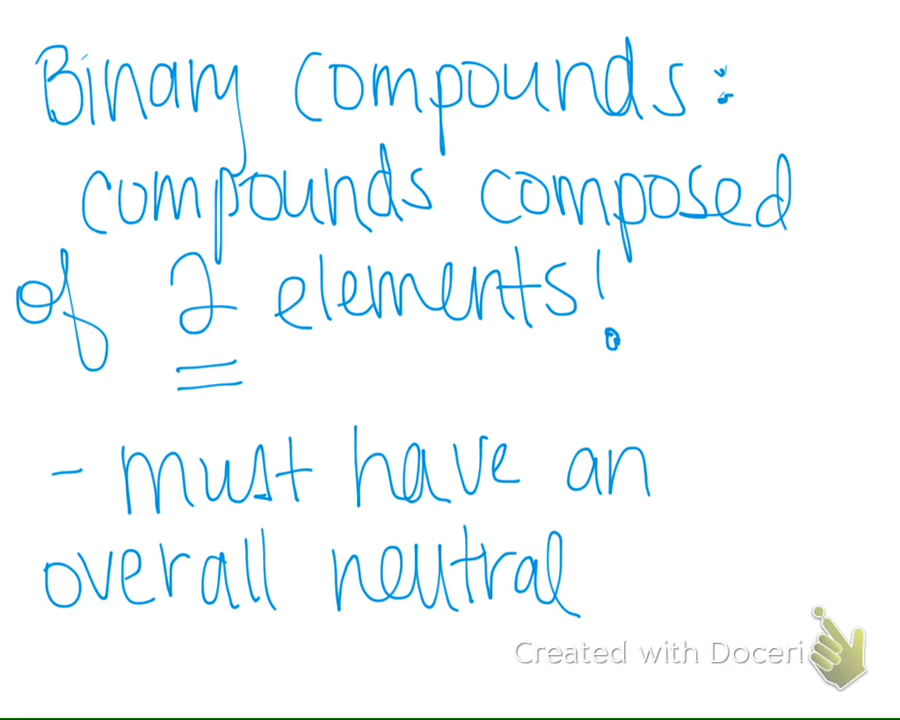 Binary compounds:
compounds composed
of 2 elements!
- must have an
overall neutral
Created with Doceri